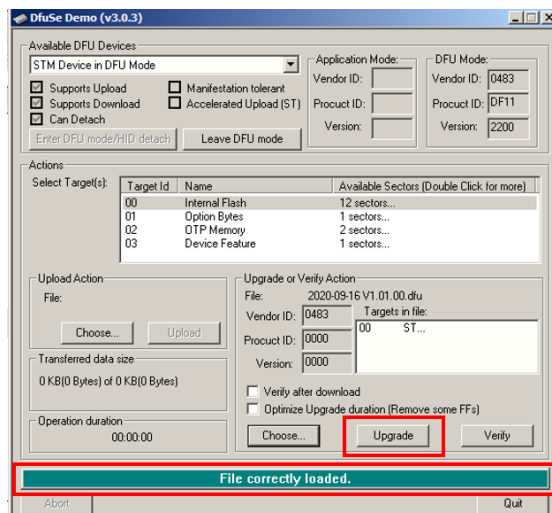 DfuSe Demo (v3.0.3)
Available DFU Devices
STM Device in DFU Mode
Supports Upload
Manifestation tolerant
Supports Download
Accelerated Upload (ST)
Can Detach
Enter DFU mode/HID detach
Leave DFU mode
Application Mode:
Vendor ID:
Procuct ID:
Version:
DFU Mode:
Vendor ID: 0483
Procuct ID: DF11
Version: 2200
Actions
Select Target(s):
Target Id Name Available Sectors (Double Click for more)
00 Internal Flash 12 sectors...
01 Option Bytes 1 sectors...
02 OTP Memory 2 sectors...
03 Device Feature 1 sectors...
Upload Action
File:
Choose... Upload
Transferred data size
0 KB(0 Bytes) of 0 KB(0 Bytes)
Operation duration
00:00:00
Upgrade or Verify Action
File: 2020-09-16 V1.01.00.dfu
Vendor ID: 0483
Procuct ID: 0000
Version: 0000
Targets in file:
00 ST...
Verify after download
Optimize Upgrade duration (Remove some FFs)
Choose... Upgrade Verify
File correctly loaded.
Abort Quit